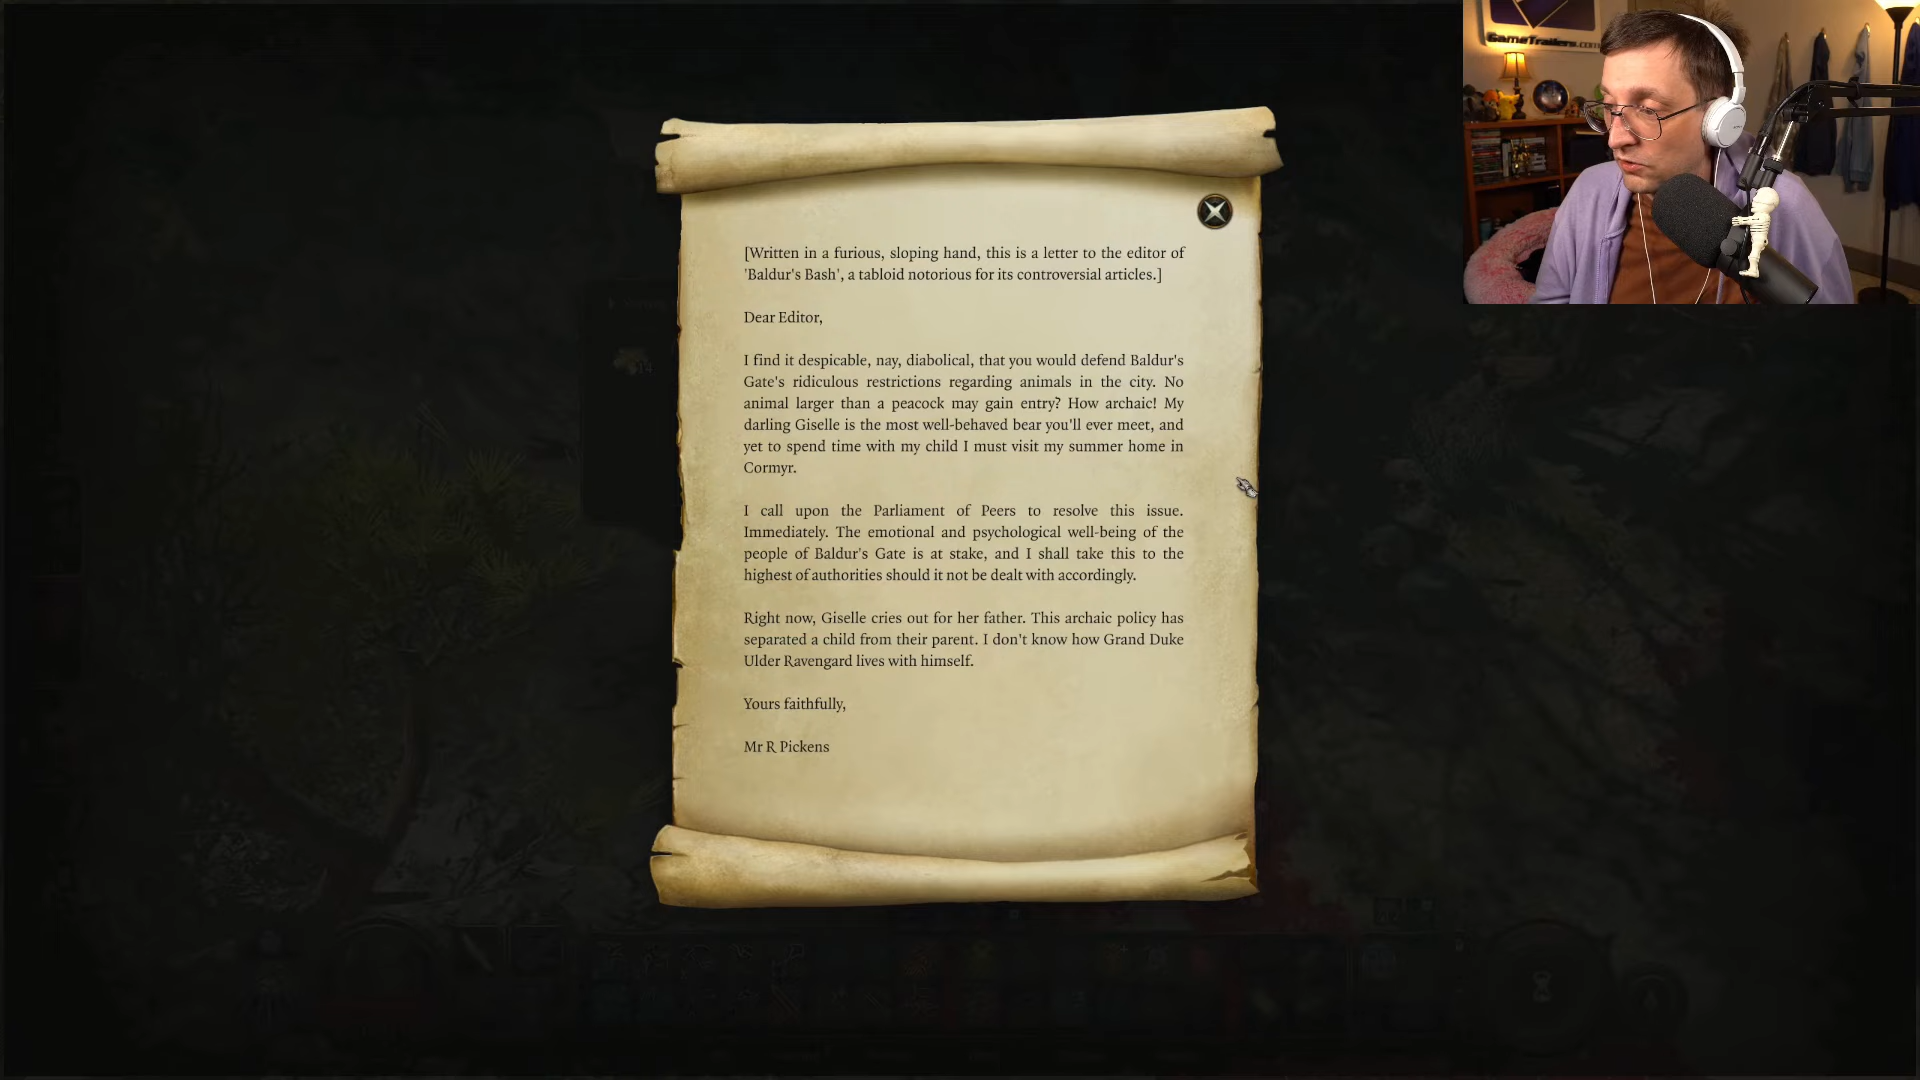 GameTrailers.com
[Written in a furious, sloping hand, this is a letter to the editor of
'Baldur's Bash', a tabloid notorious for its controversial articles.]
Dear Editor,
I find it despicable, nay, diabolical, that you would defend Baldur's
Gate's ridiculous restrictions regarding animals in the city. No
animal larger than a peacock may gain entry? How archaic! My
darling Giselle is the most well-behaved bear you'll ever meet, and
yet to spend time with my child I must visit my summer home in
Cormyr.
I call upon the Parliament of Peers to resolve this issue.
Immediately. The emotional and psychological well-being of the
people of Baldur's Gate is at stake, and I shall take this to the
highest of authorities should it not be dealt with accordingly.
Right now, Giselle cries out for her father. This archaic policy has
separated a child from their parent. I don't know how Grand Duke
Ulder Ravengard lives with himself.
Yours faithfully,
Mr R Pickens